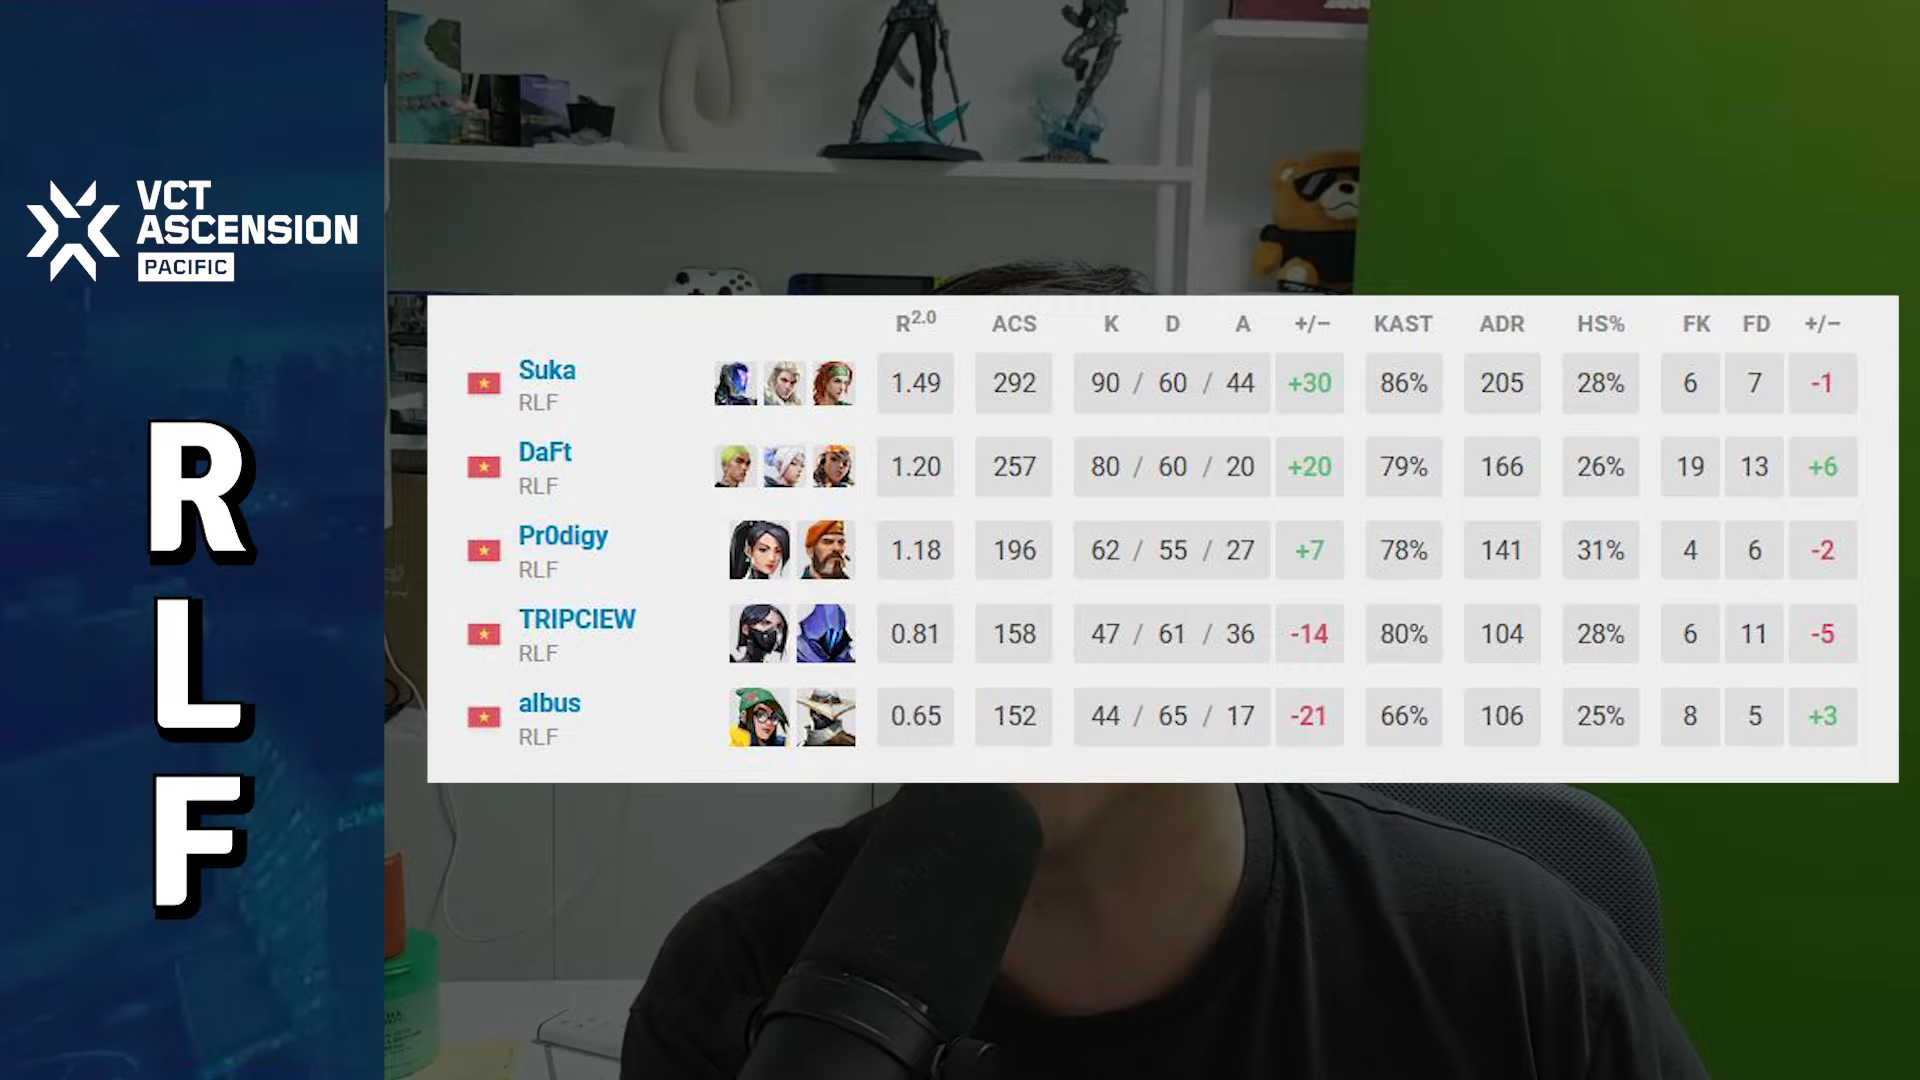 VCT
ASCENSION
PACIFIC
R
L
F
R2.0 ACS K D A +/− KAST ADR HS% FK FD +/−
Suka
RLF
1.49 292 90 / 60 / 44 +30 86% 205 28% 6 7 -1
DaFt
RLF
1.20 257 80 / 60 / 20 +20 79% 166 26% 19 13 +6
Pr0digy
RLF
1.18 196 62 / 55 / 27 +7 78% 141 31% 4 6 -2
TRIPCIEW
RLF
0.81 158 47 / 61 / 36 -14 80% 104 28% 6 11 -5
albus
RLF
0.65 152 44 / 65 / 17 -21 66% 106 25% 8 5 +3